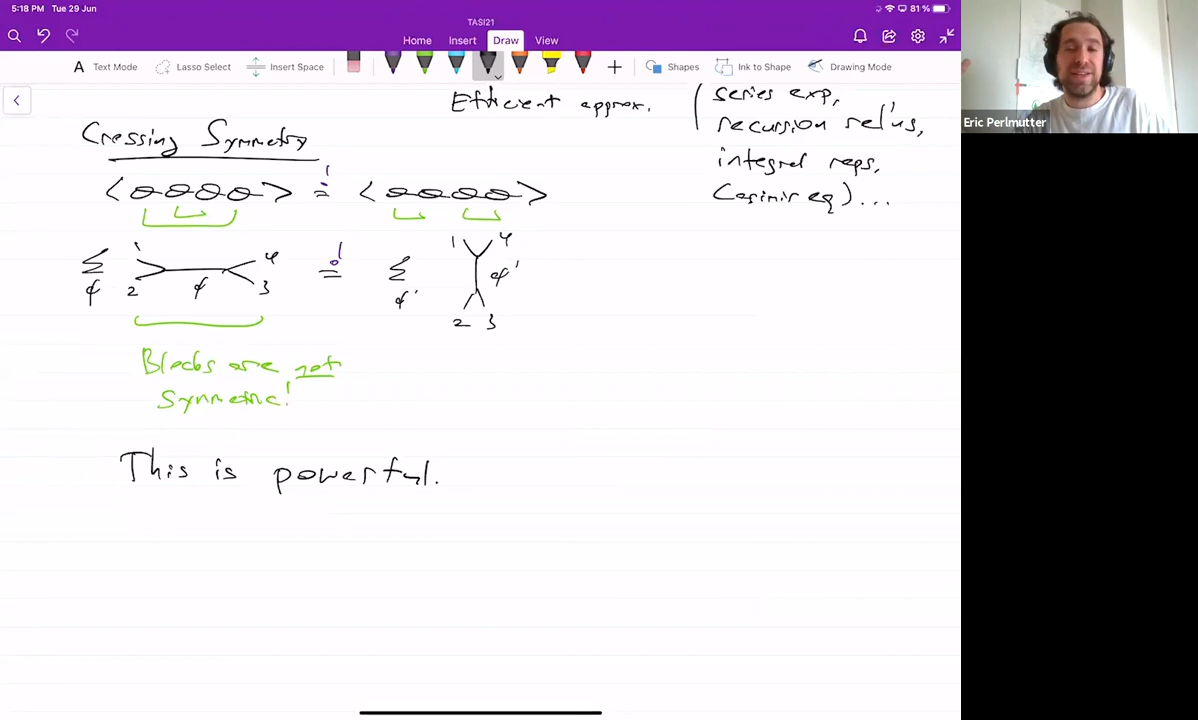 5:18 PM Tue 29 Jun
81%
TASI21
Home Insert Draw View
Text Mode Lasso Select Insert Space Shapes Ink to Shape Drawing Mode
Efficient approx.
(series exp,
recursion rel'ns,
integral reps,
Casimir eq)...
Crossing Symmetry
<OOOO> =! <OOOO>
1 4 =! 1 4
Σ φ 2 φ 3 Σ φ' φ'
2 3
Blocks are not
Symmetric!
This is powerful.
Eric Perlmutter